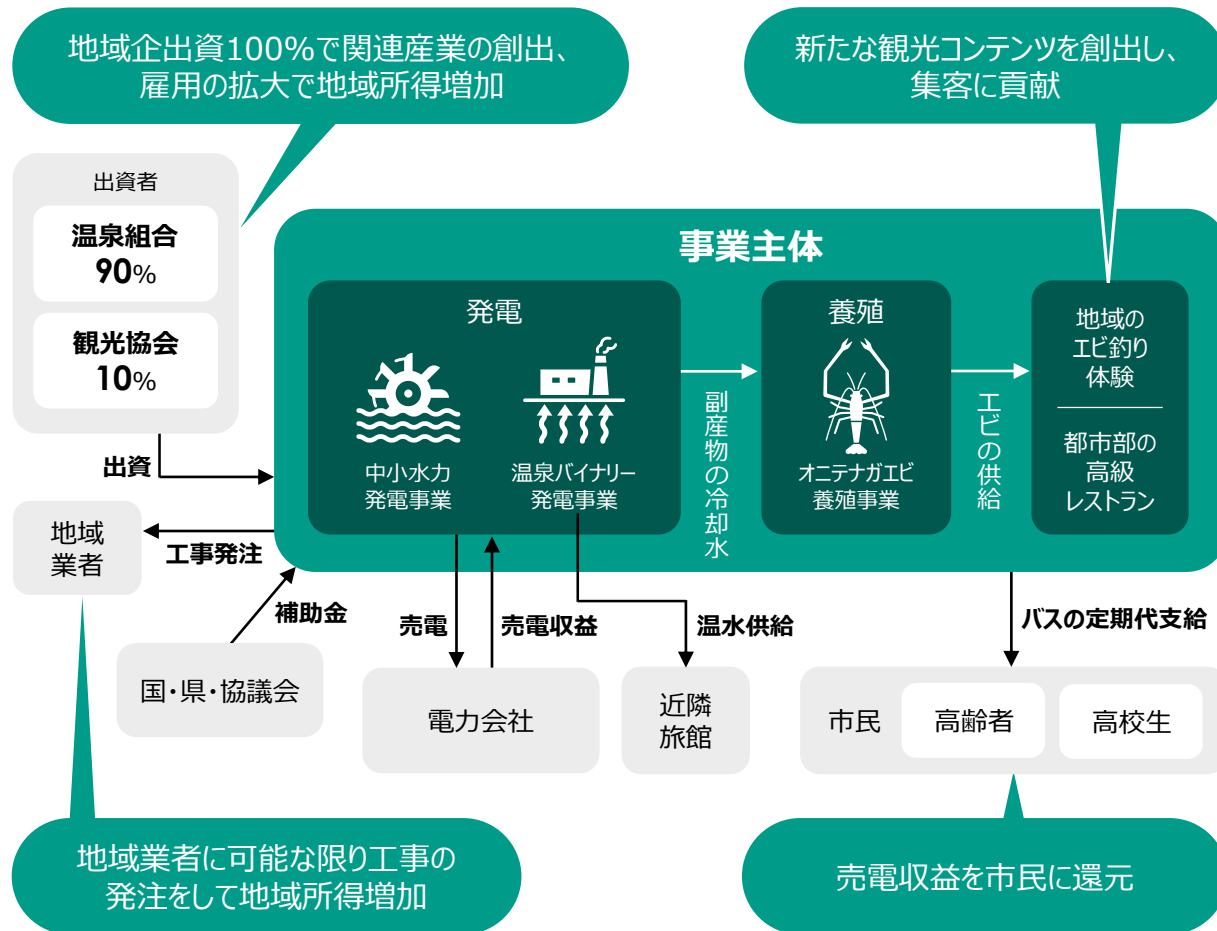 地域企出資100%で関連産業の創出、
雇用の拡大で地域所得増加
新たな観光コンテンツを創出し、
集客に貢献
出資者
温泉組合
90%
観光協会
10%
出資
事業主体
発電
中小水力
発電事業
温泉バイナリー
発電事業
副産物の冷却水
養殖
オニテナガエビ
養殖事業
エビの供給
地域の
エビ釣り
体験
都市部の
高級
レストラン
地域
業者
工事発注
補助金
国・県・協議会
売電
売電収益
電力会社
温水供給
近隣
旅館
バスの定期代支給
市民
高齢者
高校生
地域業者に可能な限り工事の
発注をして地域所得増加
売電収益を市民に還元